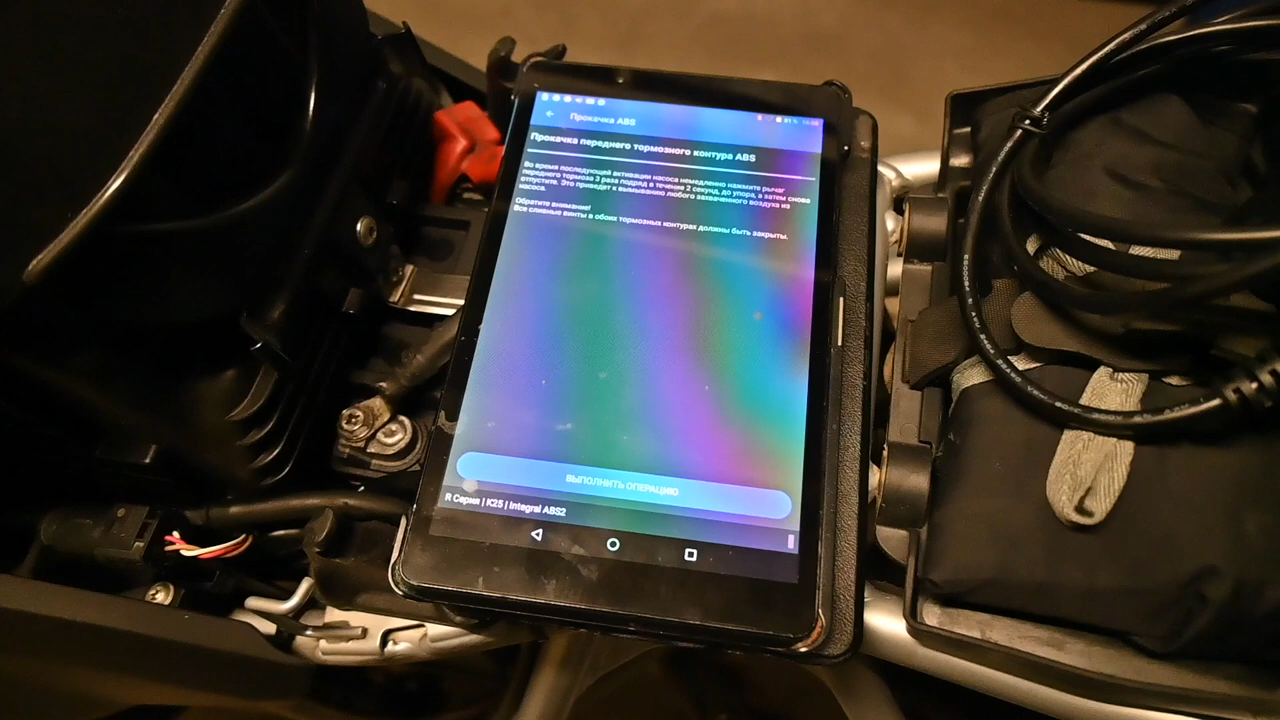 81 %
Прокачка ABS
Прокачка переднего тормозного контура ABS
Во время последующей активации насоса немедленно нажмите рычаг
переднего тормоза 3 раза подряд в течение 2 секунд, до упора, а затем снова
отпустите. Это приведет к вымыванию любого захваченного воздуха из
насоса.
Обратите внимание!
Все сливные винты в обоих тормозных контурах должны быть закрыты.
ВЫПОЛНИТЬ ОПЕРАЦИЮ
R Серия | K25 | Integral ABS2